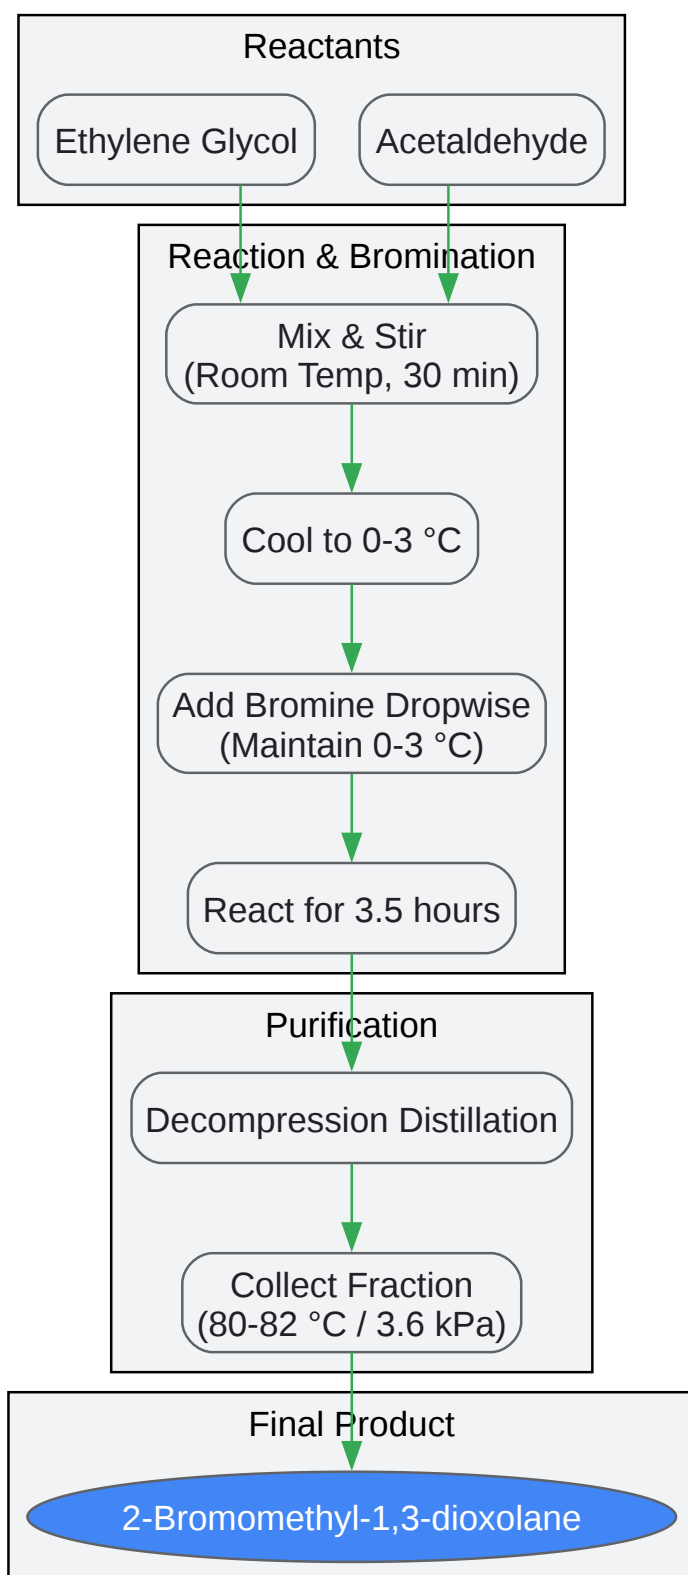 Reactants
Ethylene Glycol
Acetaldehyde
Reaction & Bromination
Mix & Stir
(Room Temp, 30 min)
Cool to 0-3 °C
Add Bromine Dropwise
(Maintain 0-3 °C)
React for 3.5 hours
Purification
Decompression Distillation
Collect Fraction
(80-82 °C / 3.6 kPa)
Final Product
2-Bromomethyl-1,3-dioxolane